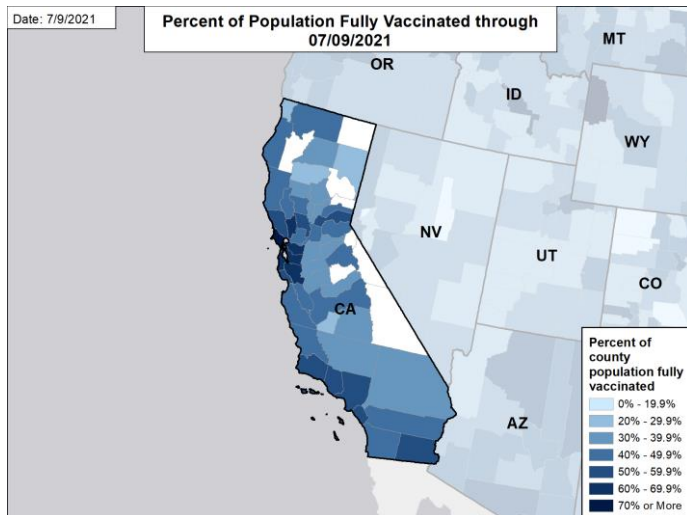 Date: 7/9/2021
Percent of Population Fully Vaccinated through
07/09/2021
MT
OR
ID
WY
NV
UT
CO
CA
AZ
Percent of
county
population fully
vaccinated
0% - 19.9%
20% - 29.9%
30% - 39.9%
40% - 49.9%
50% - 59.9%
60% - 69.9%
70% or More